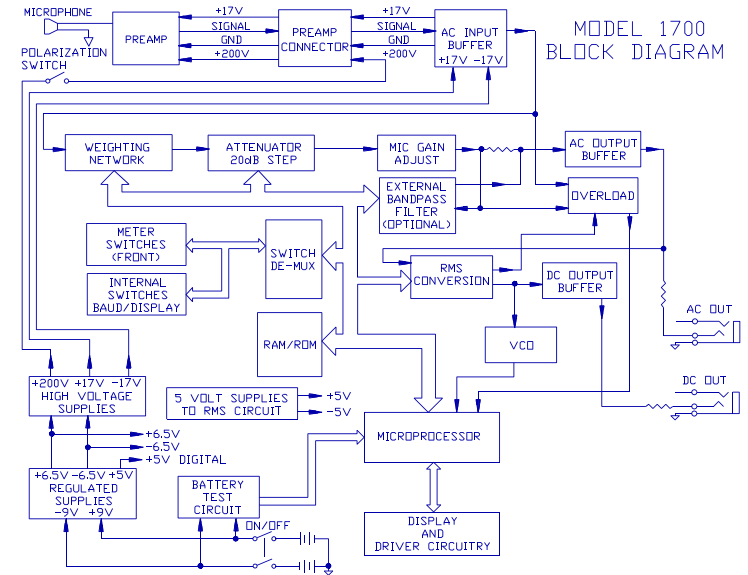 MICROPHONE
+17V
+17V
SIGNAL
SIGNAL
GND
GND
+200V
+200V
PREAMP
PREAMP
CONNECTOR
AC INPUT
BUFFER
+17V -17V
MODEL 1700
BLOCK DIAGRAM
POLARIZATION
SWITCH
WEIGHTING
NETWORK
ATTENUATOR
20dB STEP
MIC GAIN
ADJUST
AC OUTPUT
BUFFER
EXTERNAL
BANDPASS
FILTER
(OPTIONAL)
OVERLOAD
METER
SWITCHES
(FRONT)
SWITCH
DE-MUX
INTERNAL
SWITCHES
BAUD/DISPLAY
RMS
CONVERSION
DC OUTPUT
BUFFER
RAM/ROM
VCO
AC OUT
DC OUT
+200V +17V -17V
HIGH VOLTAGE
SUPPLIES
5 VOLT SUPPLIES
TO RMS CIRCUIT
+5V
-5V
+6.5V
-6.5V
+5V DIGITAL
MICROPROCESSOR
+6.5V -6.5V +5V
REGULATED
SUPPLIES
-9V +9V
BATTERY
TEST
CIRCUIT
ON/OFF
DISPLAY
AND
DRIVER CIRCUITRY